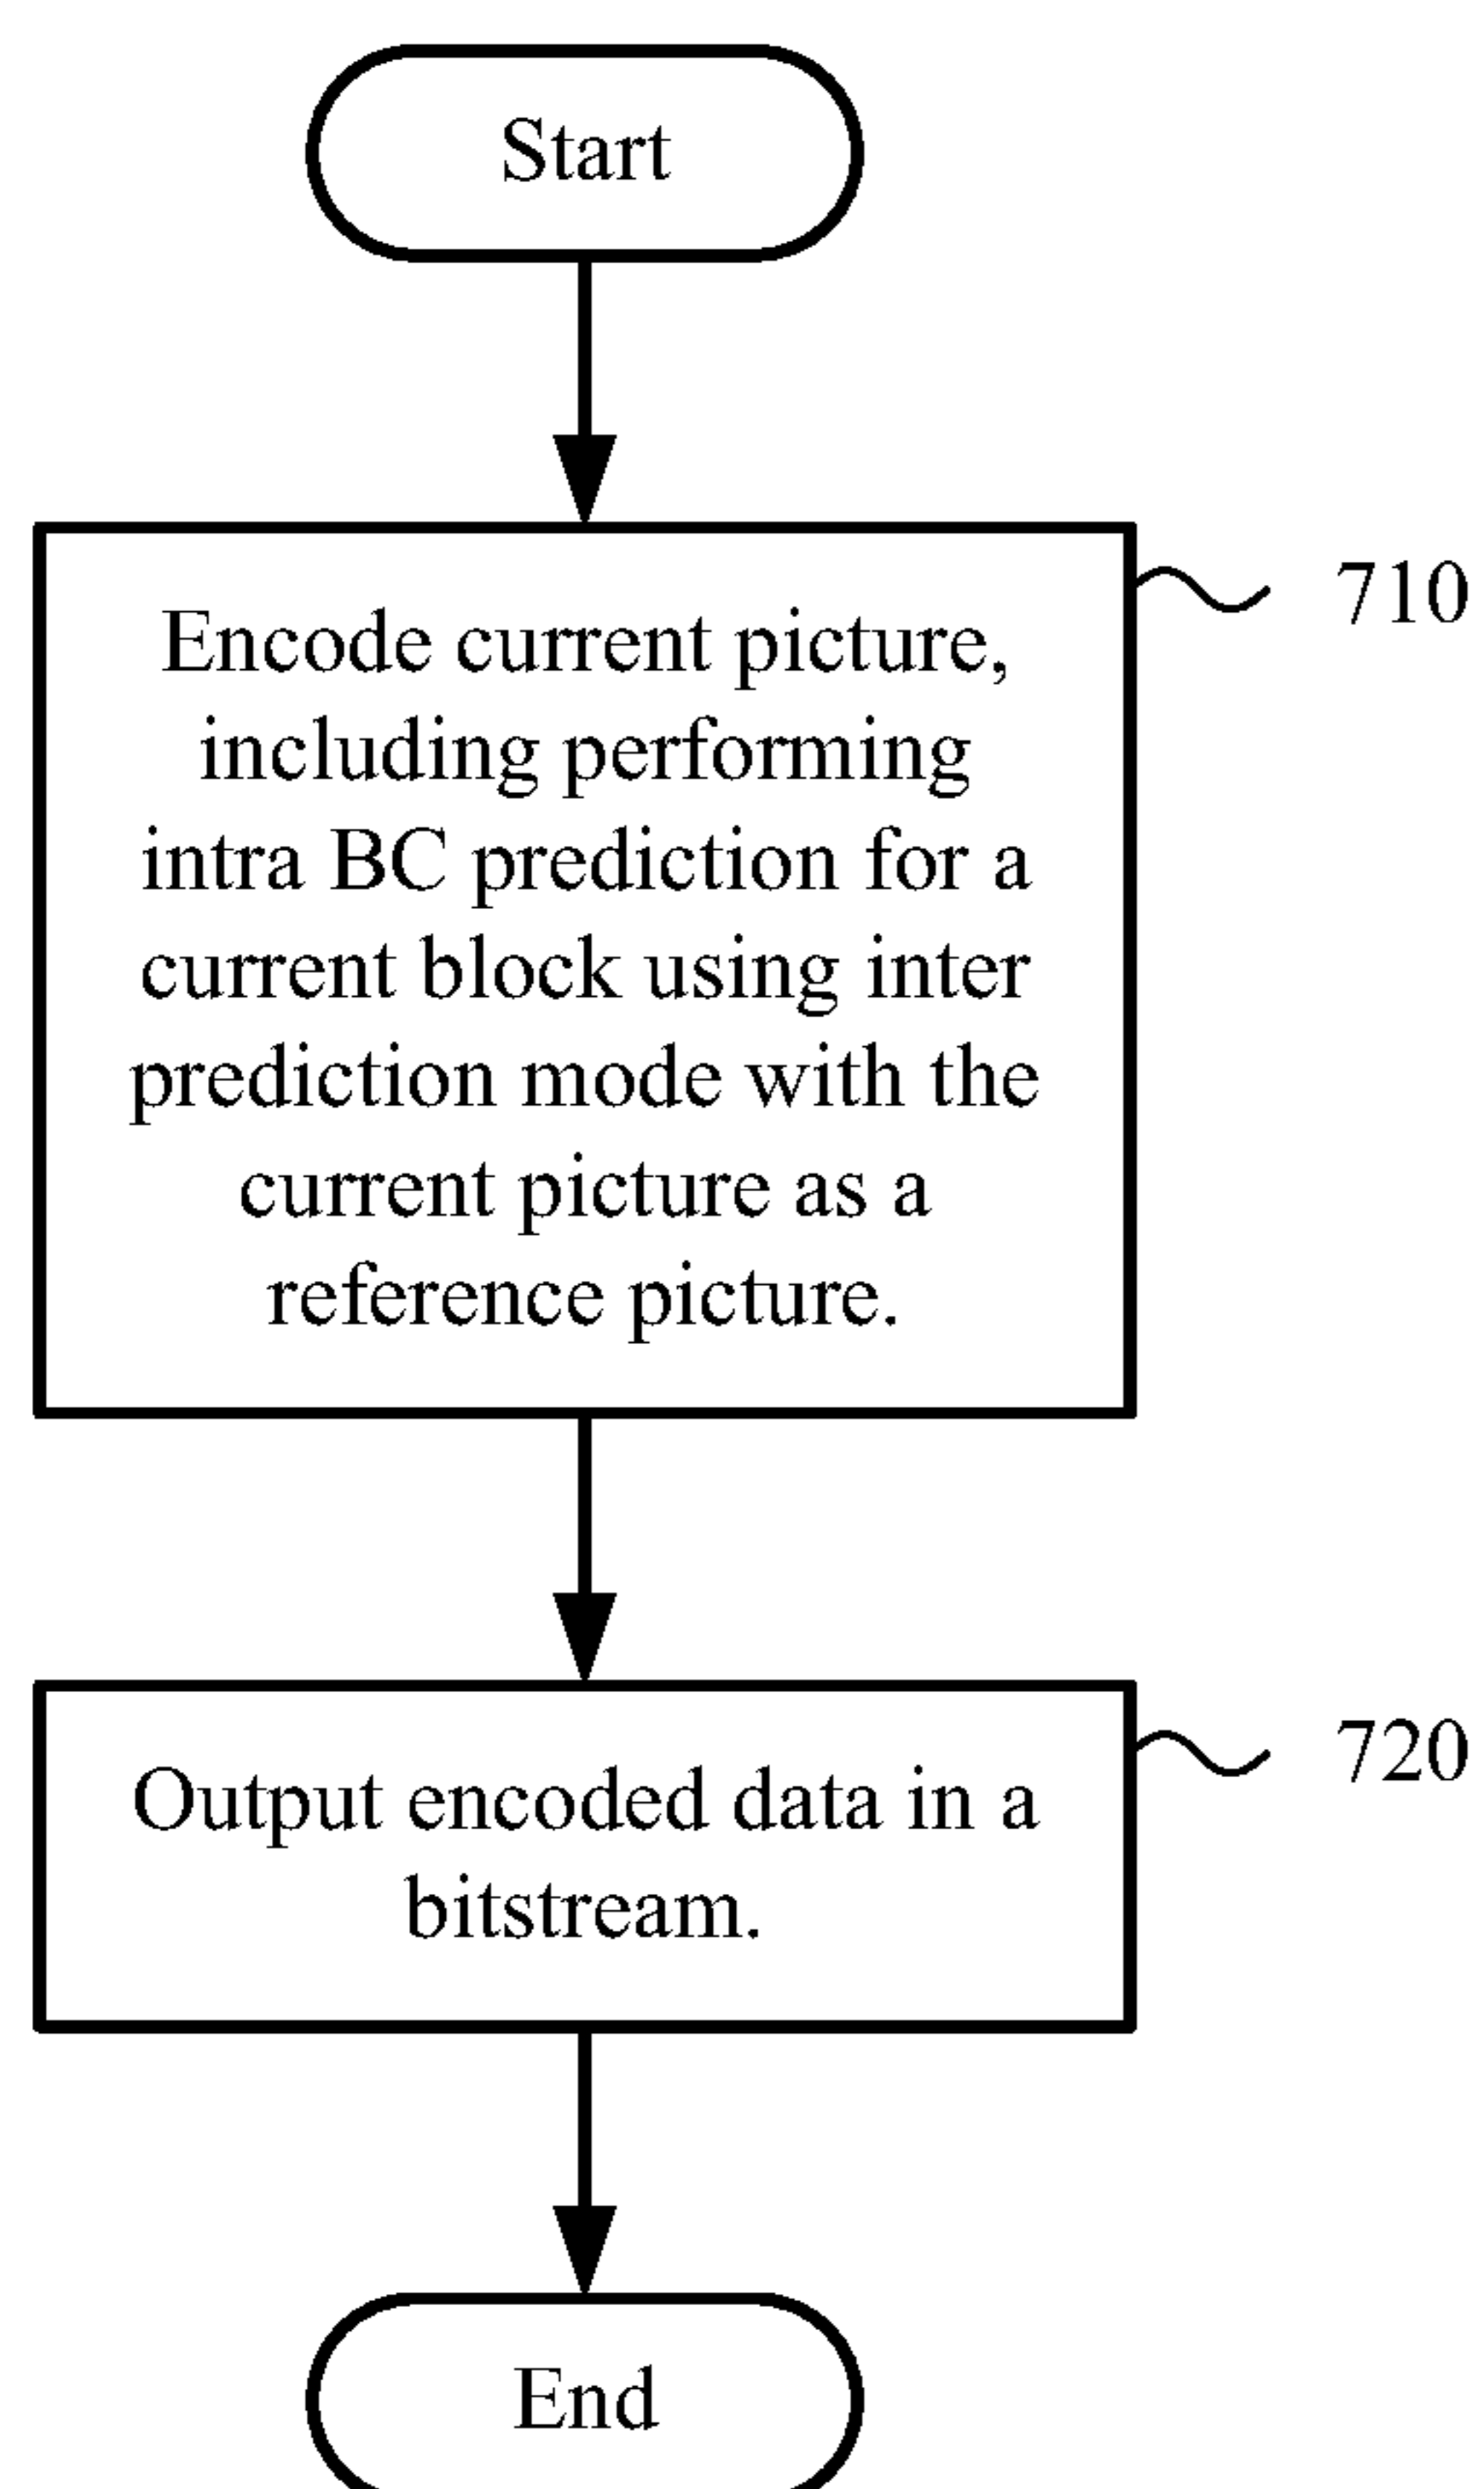 Start
710
Encode current picture,
including performing
intra BC prediction for a
current block using inter
prediction mode with the
current picture as a
reference picture.
720
Output encoded data in a
bitstream.
End